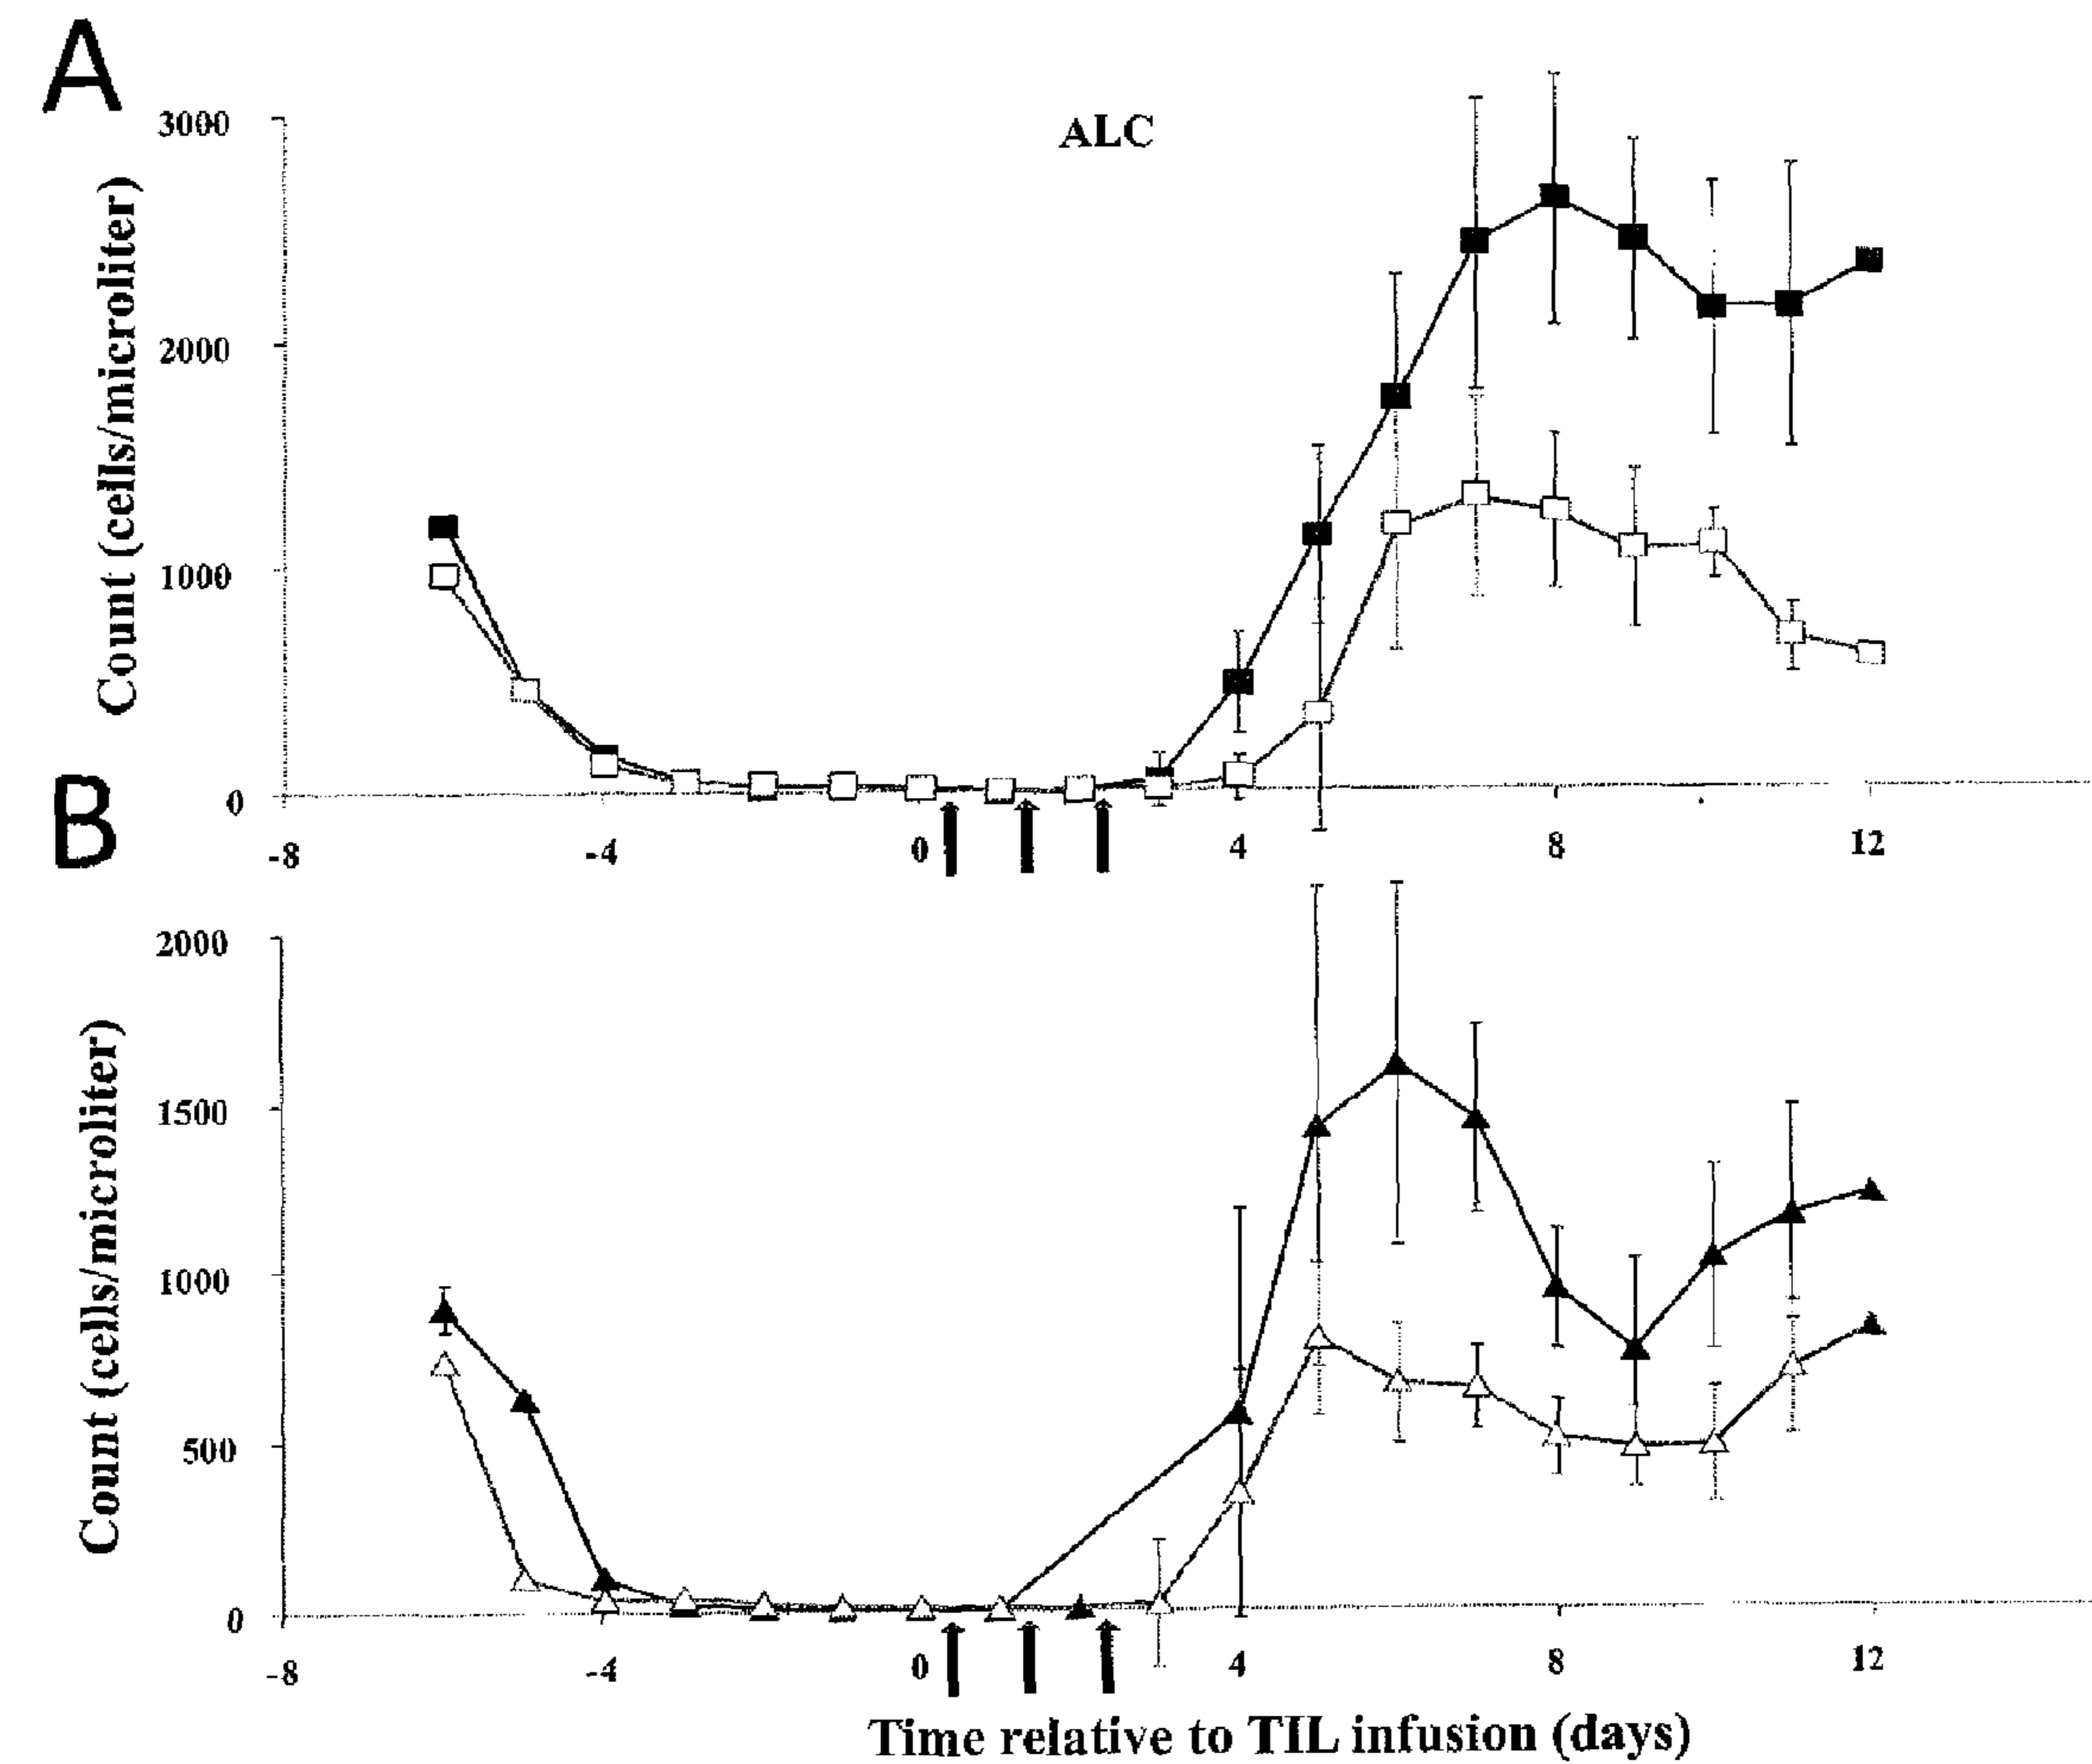 A
ALC
Count (cells/microliter)
3000
2000
1000
0
-8 -4 0 4 8 12
B
Count (cells/microliter)
2000
1500
1000
500
0
-8 -4 0 4 8 12
Time relative to TIL infusion (days)